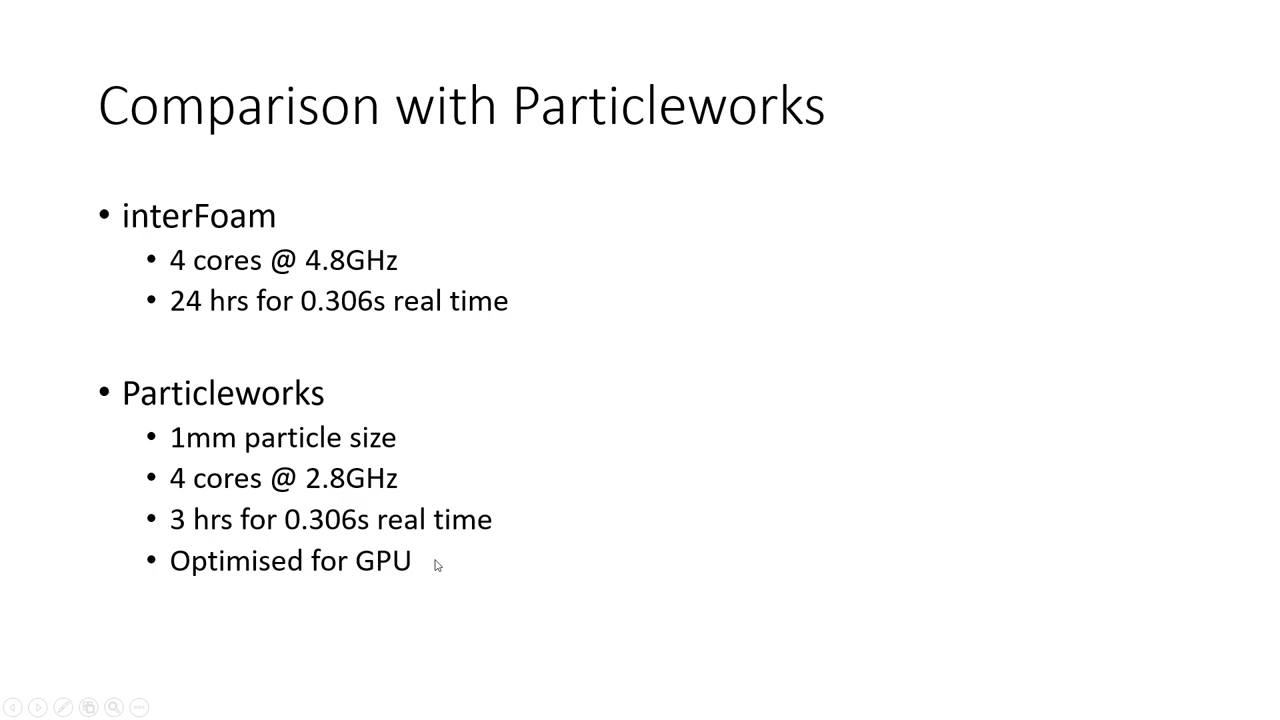 Comparison with Particleworks
• interFoam
• 4 cores @ 4.8GHz
• 24 hrs for 0.306s real time
• Particleworks
• 1mm particle size
• 4 cores @ 2.8GHz
• 3 hrs for 0.306s real time
• Optimised for GPU